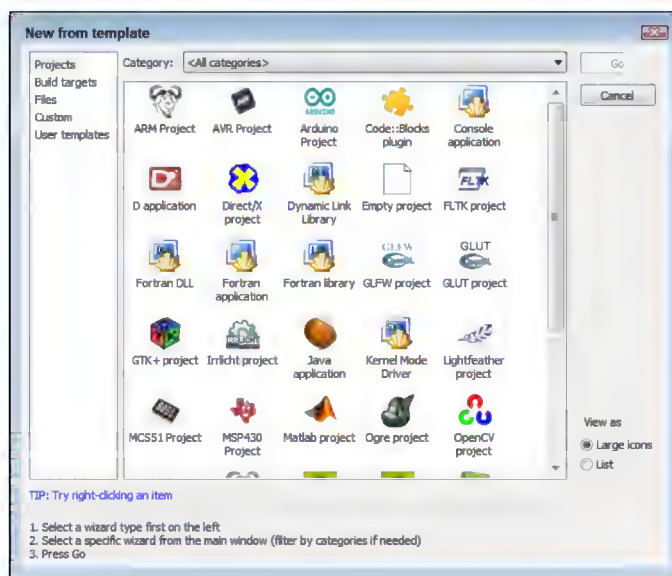 New from template
Projects
Build targets
Files
Custom
User templates
Category: <All categories>
Go
Cancel
ARM Project
AVR Project
ARDUINO
Arduino Project
Code::Blocks plugin
Console application
D
D application
Direct/X project
Dynamic Link Library
Empty project
FLTK
FLTK project
Fortran DLL
Fortran application
Fortran library
GLFW
GLFW project
GLUT
GLUT project
GTK+ project
IRRLICHT
Irrlicht project
Java application
Kernel Mode Driver
Lightfeather project
MCS51 Project
MSP430 Project
Matlab project
Ogre project
OpenCV project
View as
Large icons
List
TIP: Try right-clicking an item
1. Select a wizard type first on the left
2. Select a specific wizard from the main window (filter by categories if needed)
3. Press Go